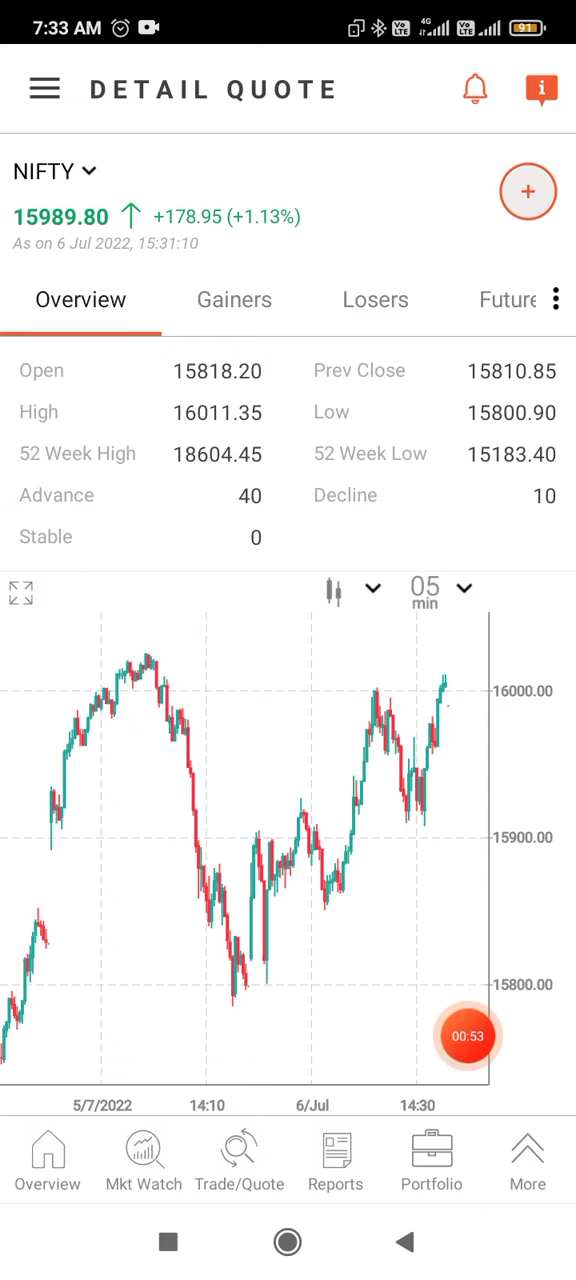 7:33 AM 4G 91
DETAIL QUOTE
NIFTY
15989.80 +178.95 (+1.13%)
As on 6 Jul 2022, 15:31:10
Overview Gainers Losers Future
Open 15818.20 Prev Close 15810.85
High 16011.35 Low 15800.90
52 Week High 18604.45 52 Week Low 15183.40
Advance 40 Decline 10
Stable 0
05
min
16000.00
15900.00
15800.00
00:53
5/7/2022 14:10 6/Jul 14:30
Overview Mkt Watch Trade/Quote Reports Portfolio More